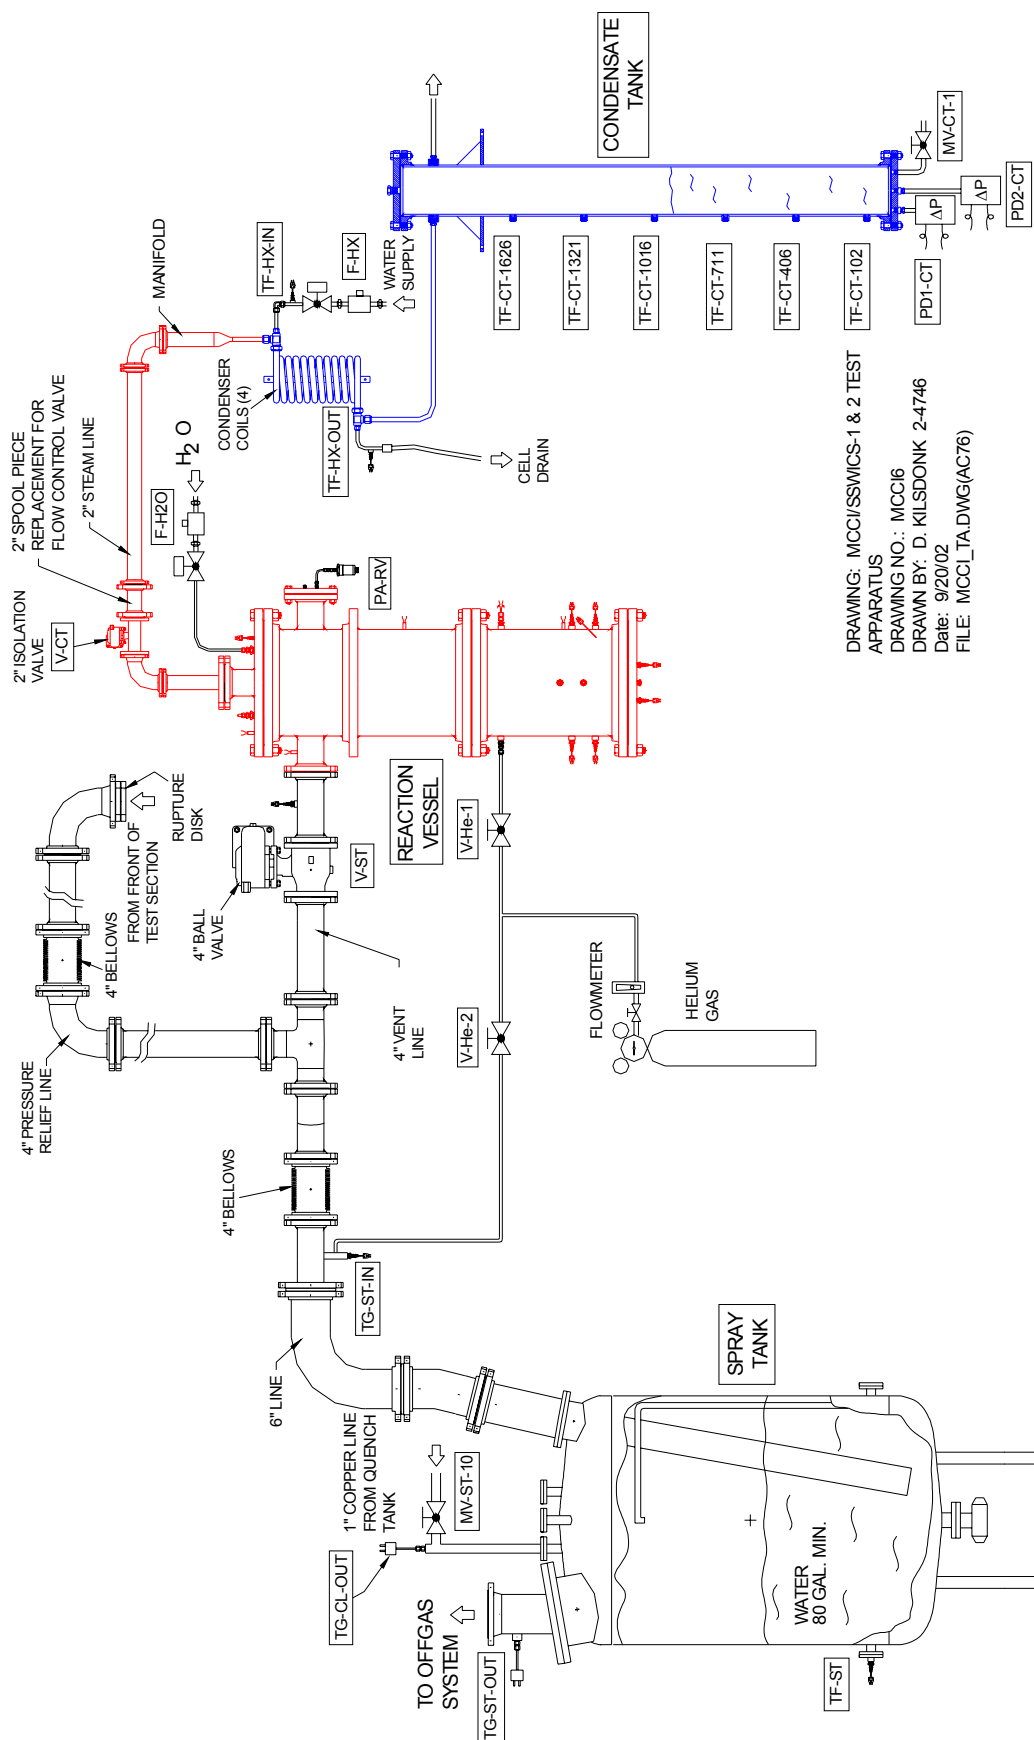 2" ISOLATION
VALVE
V-CT
2" SPOOL PIECE
REPLACEMENT FOR
FLOW CONTROL VALVE
2" STEAM LINE
MANIFOLD
F-H2O
H2 O
CONDENSER
COILS (4)
TF-HX-IN
F-HX
WATER
SUPPLY
TF-HX-OUT
CELL
DRAIN
CONDENSATE
TANK
TF-CT-1626
TF-CT-1321
TF-CT-1016
TF-CT-711
TF-CT-406
TF-CT-102
MV-CT-1
ΔP
ΔP
PD1-CT
PD2-CT
PA-RV
REACTION
VESSEL
4" PRESSURE
RELIEF LINE
4" BELLOWS
FROM FRONT OF
TEST SECTION
RUPTURE
DISK
4" BALL
VALVE
V-ST
4" VENT
LINE
4" BELLOWS
V-He-1
V-He-2
FLOWMETER
HELIUM
GAS
TG-ST-IN
6" LINE
1" COPPER LINE
FROM QUENCH
TANK
MV-ST-10
TG-CL-OUT
TO OFFGAS
SYSTEM
TG-ST-OUT
SPRAY
TANK
WATER
80 GAL. MIN.
TF-ST
DRAWING: MCCI/SSWICS-1 & 2 TEST
APPARATUS
DRAWING NO.: MCCI6
DRAWN BY: D. KILSDONK 2-4746
Date: 9/20/02
FILE: MCCI_TA.DWG(AC76)